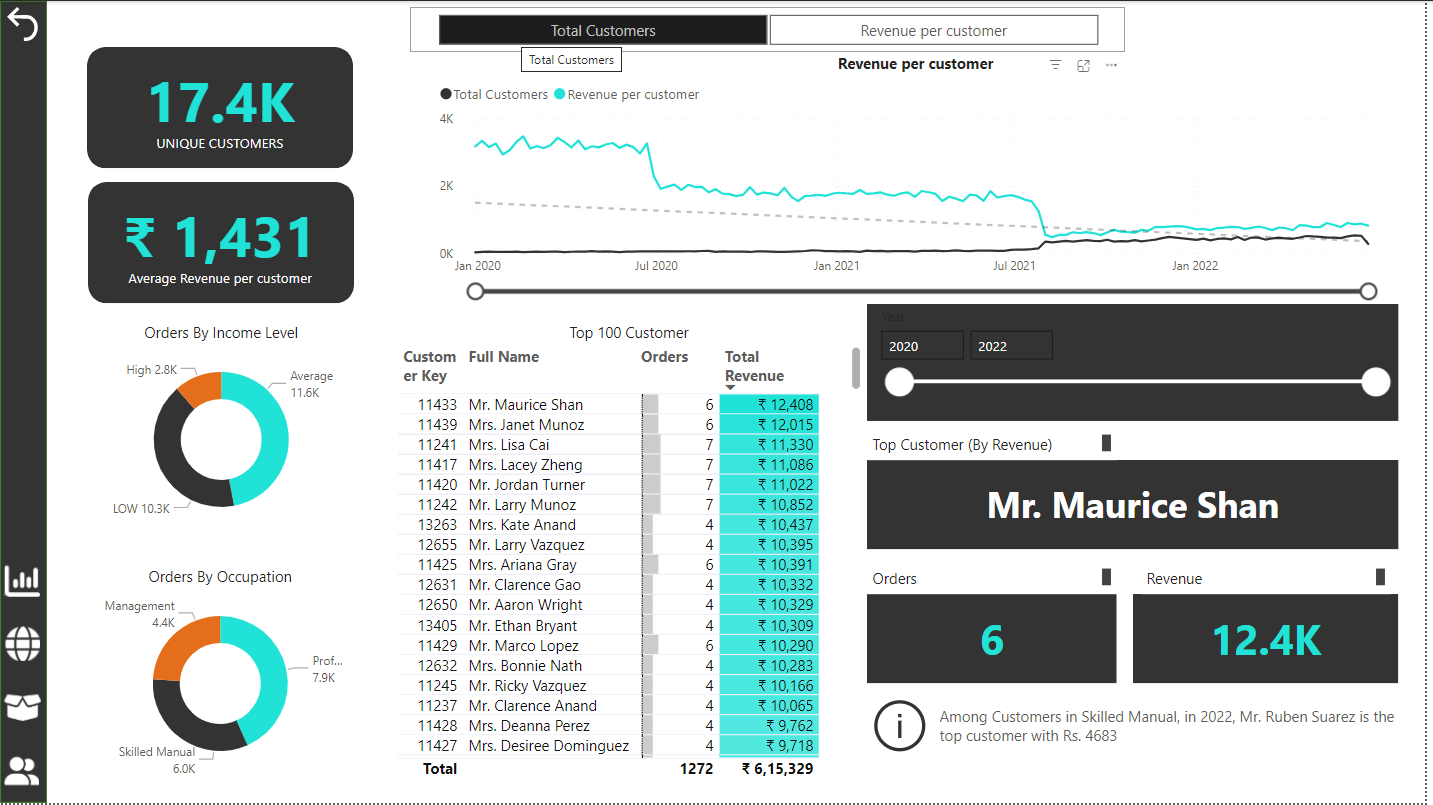 Total Customers
Revenue per customer
Total Customers
Revenue per customer
Total Customers
Revenue per customer
4K
2K
0K
Jan 2020
Jul 2020
Jan 2021
Jul 2021
Jan 2022
17.4K
UNIQUE CUSTOMERS
₹ 1,431
Average Revenue per customer
Orders By Income Level
High 2.8K
Average
11.6K
LOW 10.3K
Orders By Occupation
Management
4.4K
Prof...
7.9K
Skilled Manual
6.0K
Top 100 Customer
Custom
er Key
Full Name
Orders
Total
Revenue
11433 Mr. Maurice Shan 6 ₹ 12,408
11439 Mrs. Janet Munoz 6 ₹ 12,015
11241 Mrs. Lisa Cai 7 ₹ 11,330
11417 Mrs. Lacey Zheng 7 ₹ 11,086
11420 Mr. Jordan Turner 7 ₹ 11,022
11242 Mr. Larry Munoz 7 ₹ 10,852
13263 Mrs. Kate Anand 4 ₹ 10,437
12655 Mr. Larry Vazquez 4 ₹ 10,395
11425 Mrs. Ariana Gray 6 ₹ 10,391
12631 Mr. Clarence Gao 4 ₹ 10,332
12650 Mr. Aaron Wright 4 ₹ 10,329
13405 Mr. Ethan Bryant 4 ₹ 10,309
11429 Mr. Marco Lopez 6 ₹ 10,290
12632 Mrs. Bonnie Nath 4 ₹ 10,283
11245 Mr. Ricky Vazquez 4 ₹ 10,166
11237 Mr. Clarence Anand 4 ₹ 10,065
11428 Mrs. Deanna Perez 4 ₹ 9,762
11427 Mrs. Desiree Dominguez 4 ₹ 9,718
Total 1272 ₹ 6,15,329
Year
2020
2022
Top Customer (By Revenue)
Mr. Maurice Shan
Orders
6
Revenue
12.4K
i
Among Customers in Skilled Manual, in 2022, Mr. Ruben Suarez is the
top customer with Rs. 4683